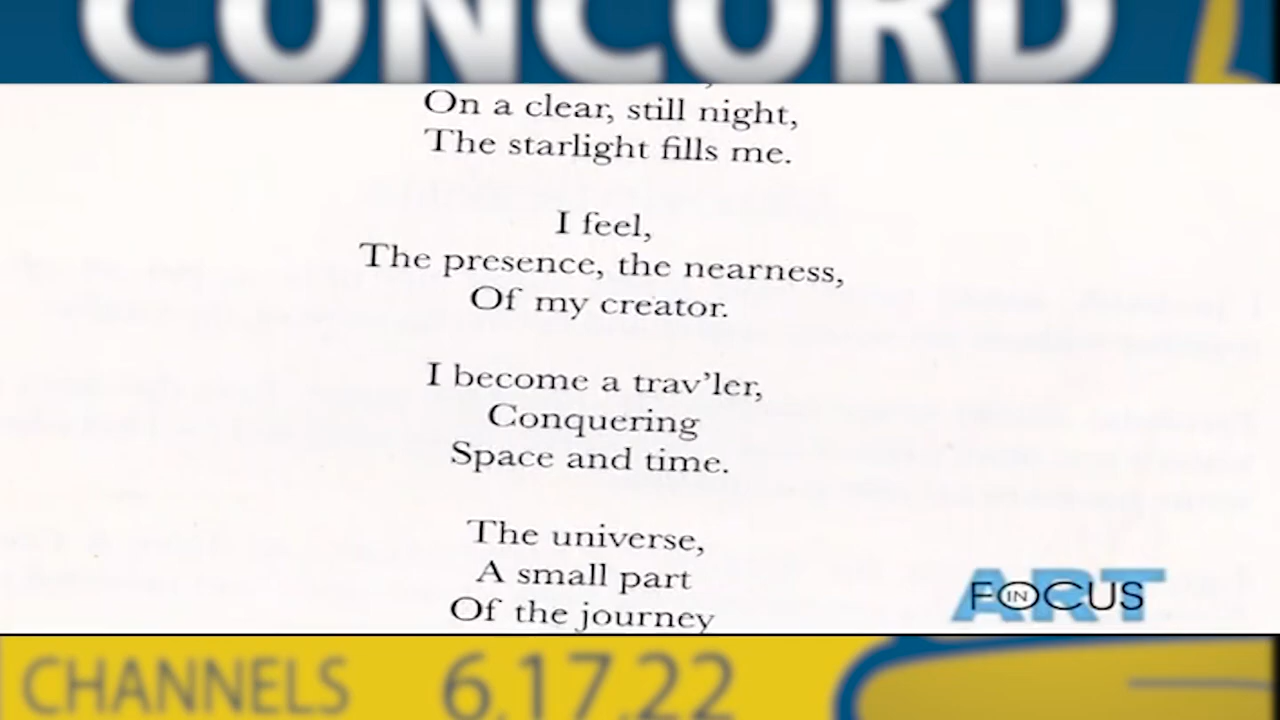 CONCORD
On a clear, still night,
The starlight fills me.
I feel,
The presence, the nearness,
Of my creator.
I become a trav'ler,
Conquering
Space and time.
The universe,
A small part
Of the journey
ART
IN
FOCUS
CHANNELS 6,17,22